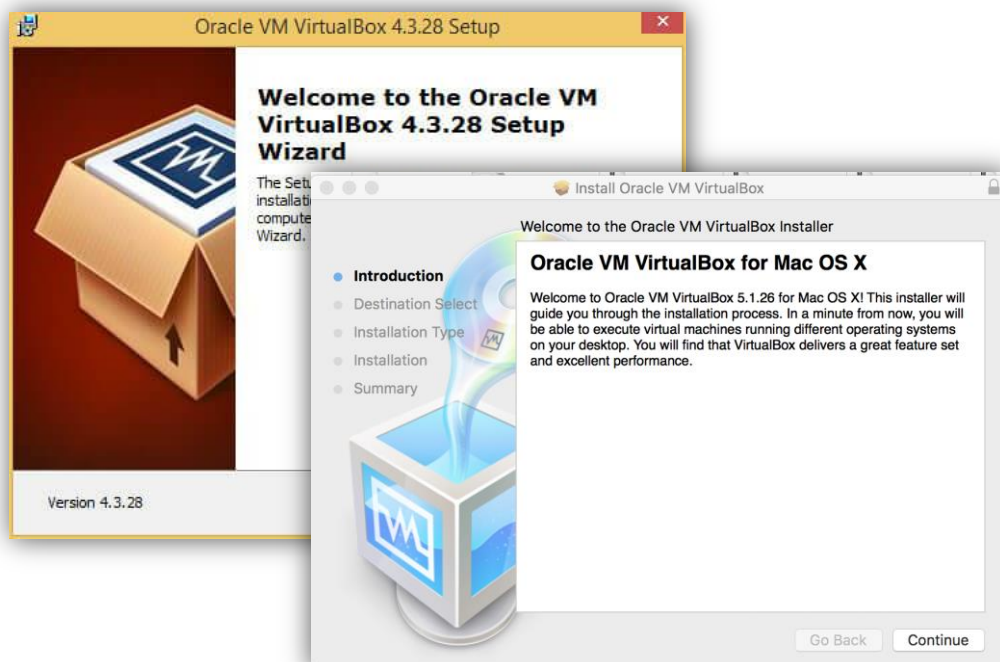 Oracle VM VirtualBox 4.3.28 Setup
Welcome to the Oracle VM
VirtualBox 4.3.28 Setup
Wizard
The
Wizard.
Version 4.3.28
Install Oracle VM VirtualBox
Welcome to the Oracle VM VirtualBox Installer
Introduction
Destination Select
Installation Type
Installation
Summary
Oracle VM VirtualBox for Mac OS X
Welcome to Oracle VM VirtualBox 5.1.26 for Mac OS X! This installer will
guide you through the installation process. In a minute from now, you will
be able to execute virtual machines running different operating systems
on your desktop. You will find that VirtualBox delivers a great feature set
and excellent performance.
Go Back
Continue